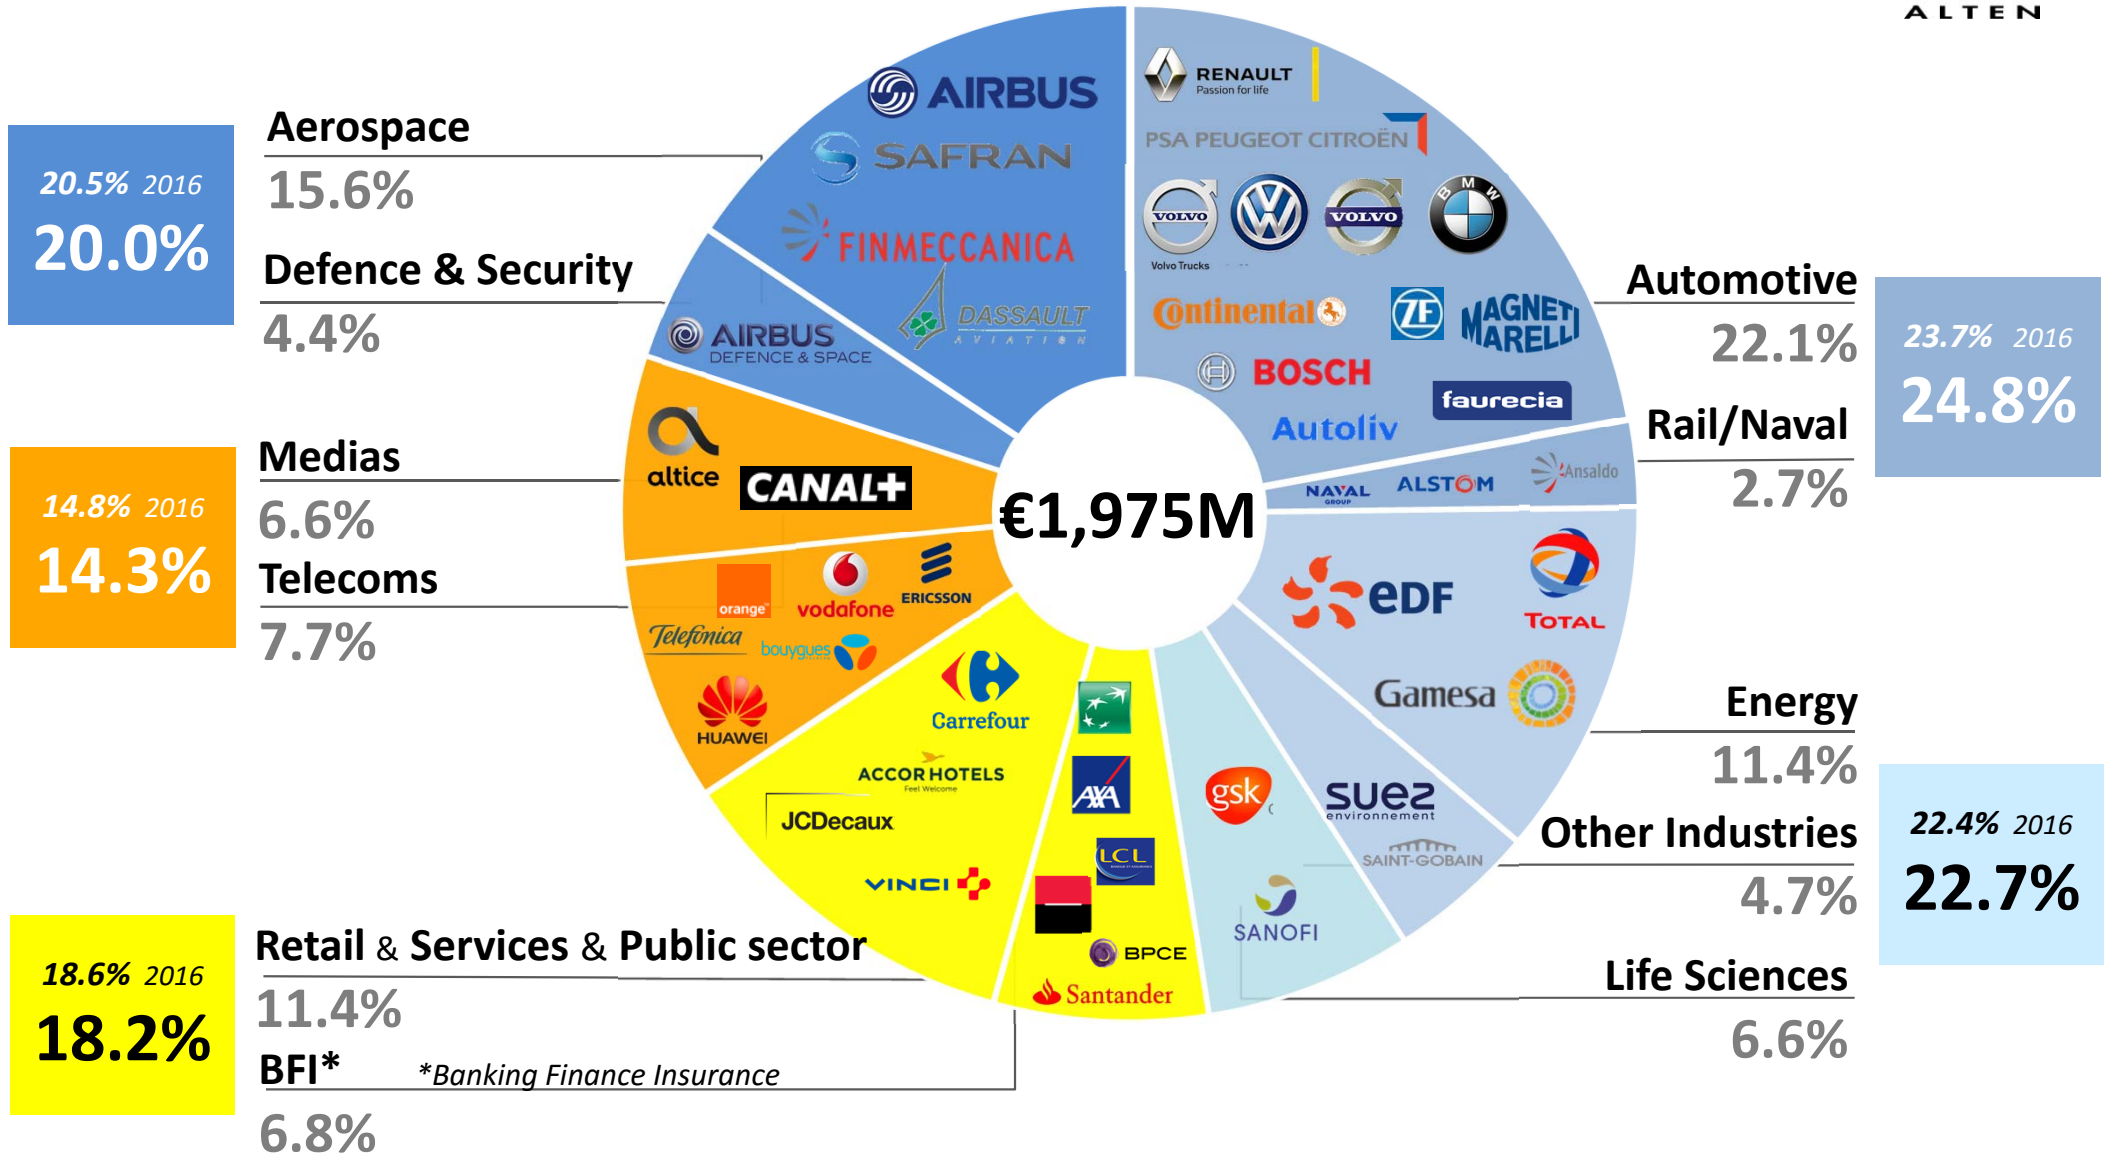 ALTEN
20.5% 2016
20.0%
Aerospace
15.6%
Defence & Security
4.4%
14.8% 2016
14.3%
Medias
6.6%
Telecoms
7.7%
18.6% 2016
18.2%
Retail & Services & Public sector
11.4%
BFI*
*Banking Finance Insurance
6.8%
AIRBUS
SAFRAN
FINMECCANICA
DASSAULT
AVIATION
AIRBUS
DEFENCE & SPACE
altice
CANAL+
orange
vodafone
ERICSSON
Telefónica
bouygues
HUAWEI
Carrefour
ACCOR HOTELS
Feel Welcome
JCDecaux
VINCI
AXA
LCL
BPCE
Santander
€1,975M
RENAULT
Passion for life
PSA PEUGEOT CITROËN
VOLVO
Volvo Trucks
VW
VOLVO
BMW
Continental
ZF
MAGNETI
MARELLI
BOSCH
faurecia
Autoliv
NAVAL
GROUP
ALSTOM
Ansaldo
eDF
TOTAL
Gamesa
suez
environnement
SAINT-GOBAIN
gsk
SANOFI
Automotive
22.1%
Rail/Naval
2.7%
23.7% 2016
24.8%
Energy
11.4%
Other Industries
4.7%
Life Sciences
6.6%
22.4% 2016
22.7%